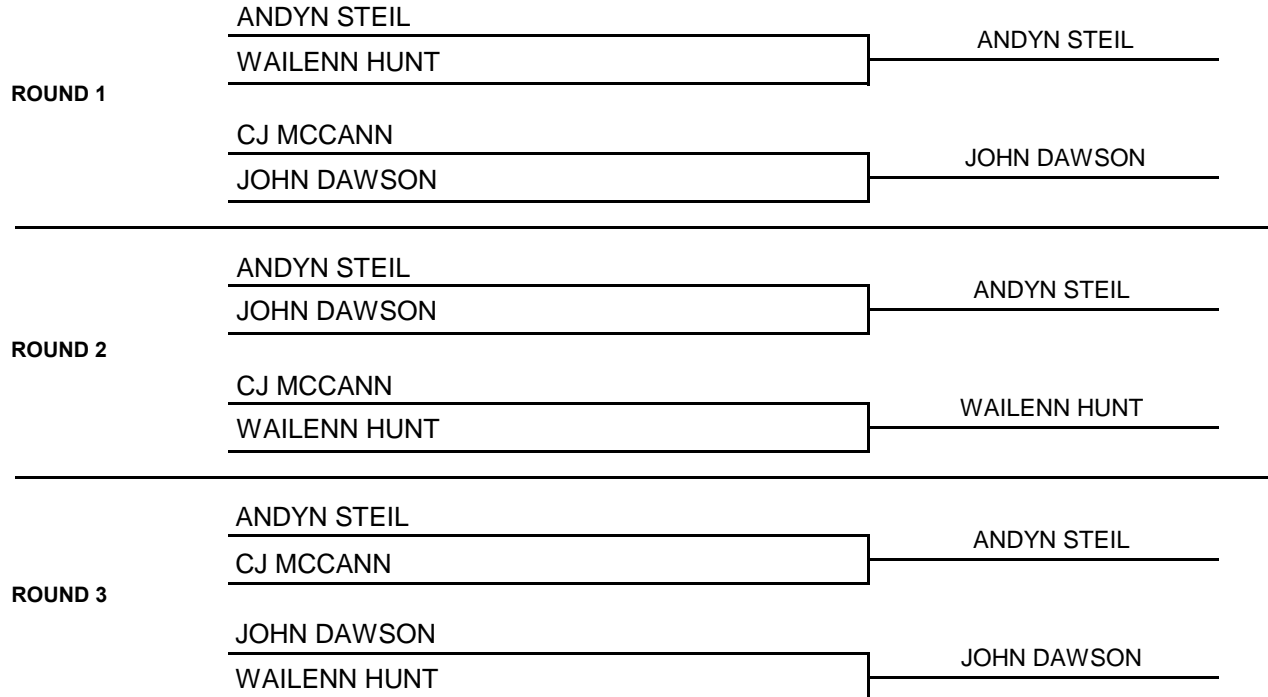 ANDYN STEIL
WAILENN HUNT
ANDYN STEIL
ROUND 1
CJ MCCANN
JOHN DAWSON
JOHN DAWSON
ANDYN STEIL
JOHN DAWSON
ANDYN STEIL
ROUND 2
CJ MCCANN
WAILENN HUNT
WAILENN HUNT
ANDYN STEIL
CJ MCCANN
ANDYN STEIL
ROUND 3
JOHN DAWSON
WAILENN HUNT
JOHN DAWSON